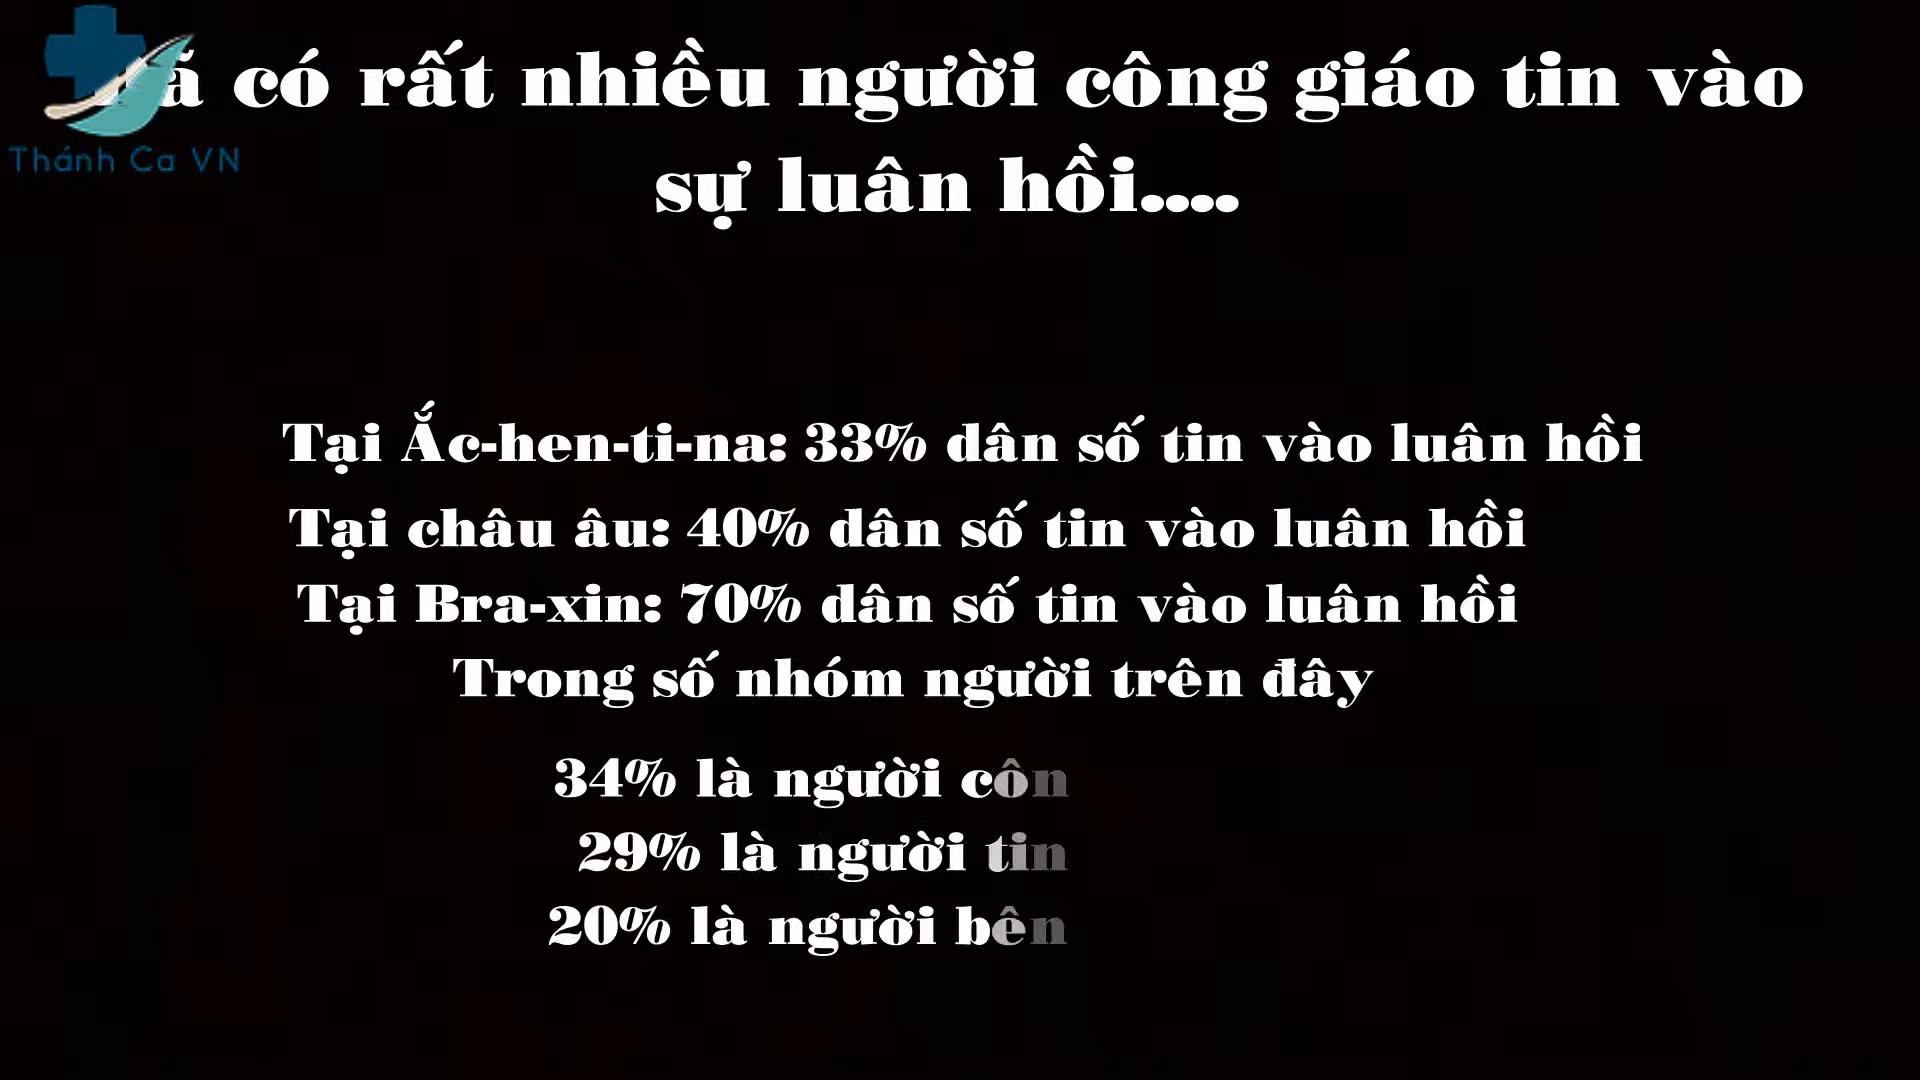 Thánh Ca VN
có rất nhiều người công giáo tin vào
sự luân hồi....
Tại Ắc-hen-ti-na: 33% dân số tin vào luân hồi
Tại châu âu: 40% dân số tin vào luân hồi
Tại Bra-xin: 70% dân số tin vào luân hồi
Trong số nhóm người trên đây
34% là người côn
29% là người tin
20% là người bên